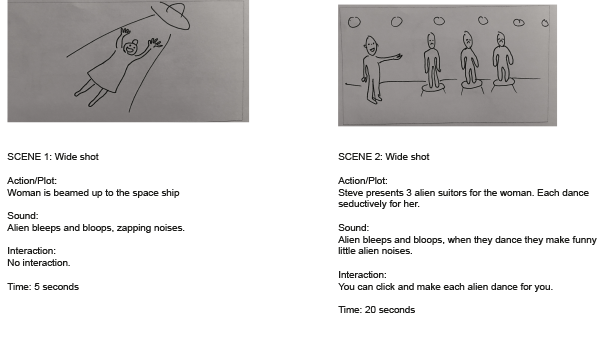 SCENE 1: Wide shot
Action/Plot:
Woman is beamed up to the space ship
Sound:
Alien bleeps and bloops, zapping noises.
Interaction:
No interaction.
Time: 5 seconds
SCENE 2: Wide shot
Action/Plot:
Steve presents 3 alien suitors for the woman. Each dance
seductively for her.
Sound:
Alien bleeps and bloops, when they dance they make funny
little alien noises.
Interaction:
You can click and make each alien dance for you.
Time: 20 seconds